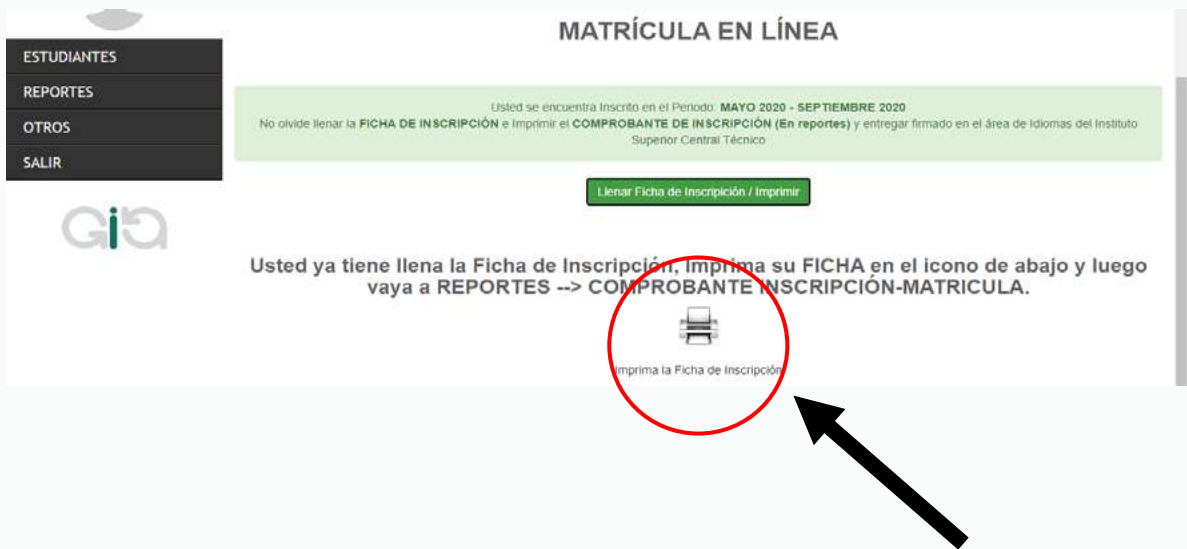 MATRÍCULA EN LÍNEA
ESTUDIANTES
REPORTES
OTROS
SALIR
GiA
Usted se encuentra Inscrito en el Periodo: MAYO 2020 - SEPTIEMBRE 2020
No olvide llenar la FICHA DE INSCRIPCIÓN e Imprimir el COMPROBANTE DE INSCRIPCIÓN (En reportes) y entregar firmado en el área de Idiomas del Instituto
Superior Central Técnico
Llenar Ficha de Inscripición / Imprimir
Usted ya tiene llena la Ficha de Inscripción, Imprima su FICHA en el icono de abajo y luego
vaya a REPORTES --> COMPROBANTE INSCRIPCIÓN-MATRICULA.
Imprima la Ficha de Inscripción